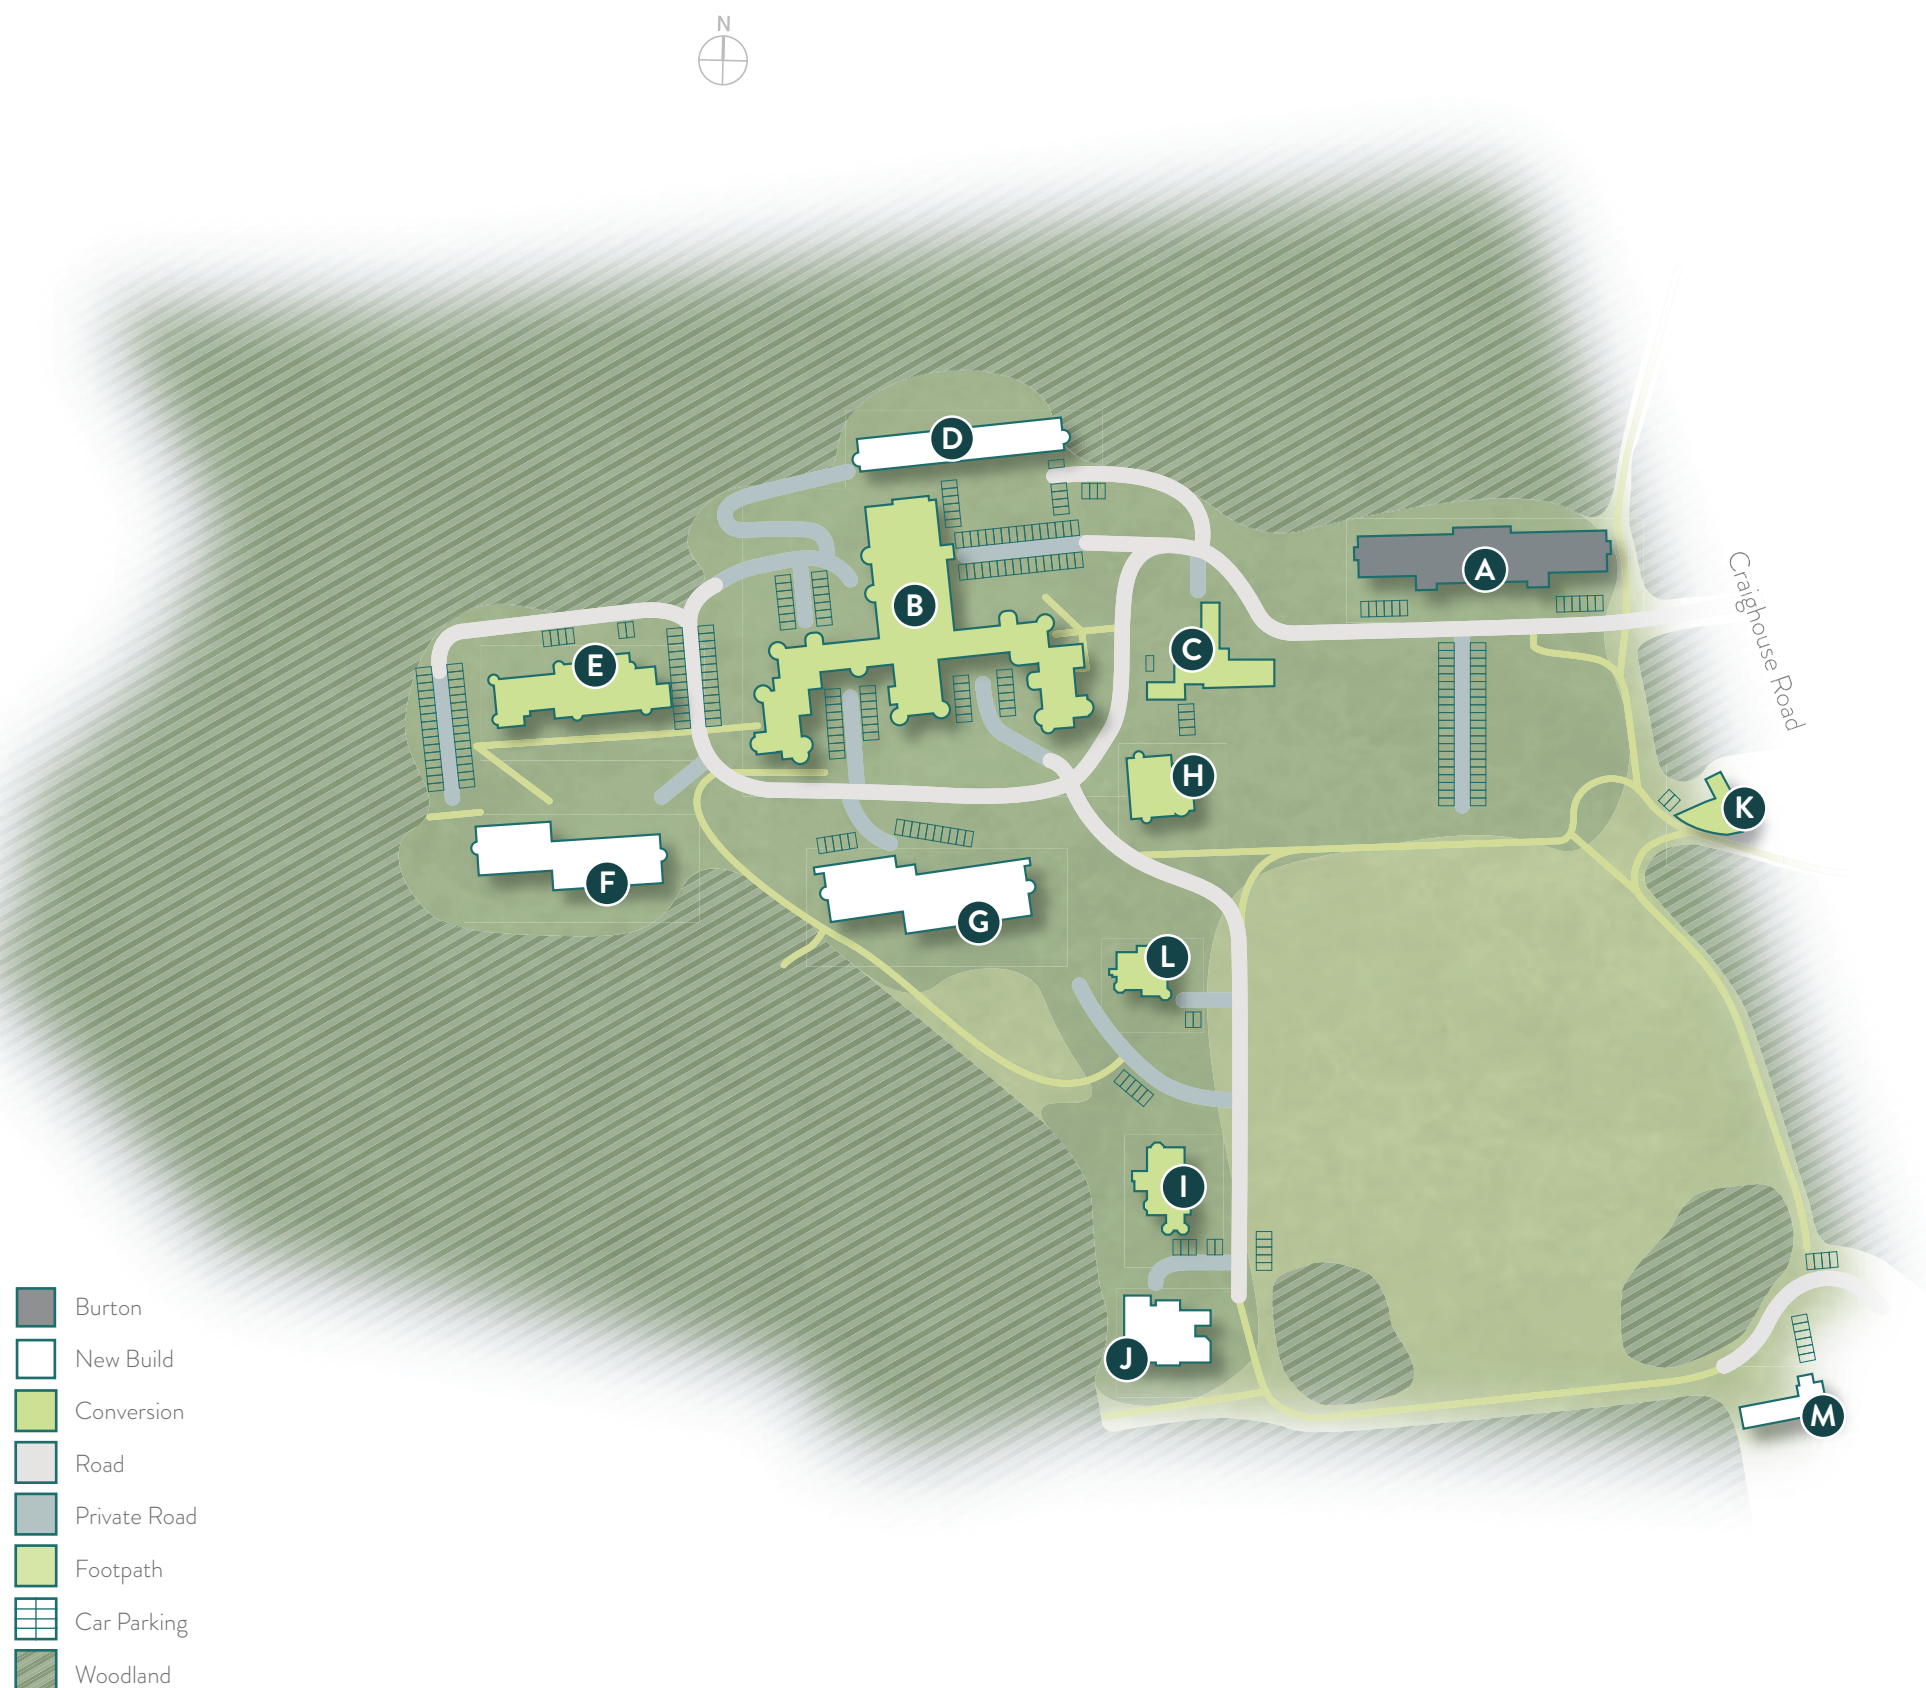 N
D
A
B
C
E
Craighouse Road
H
K
F
G
L
I
J
M
Burton
New Build
Conversion
Road
Private Road
Footpath
Car Parking
Woodland